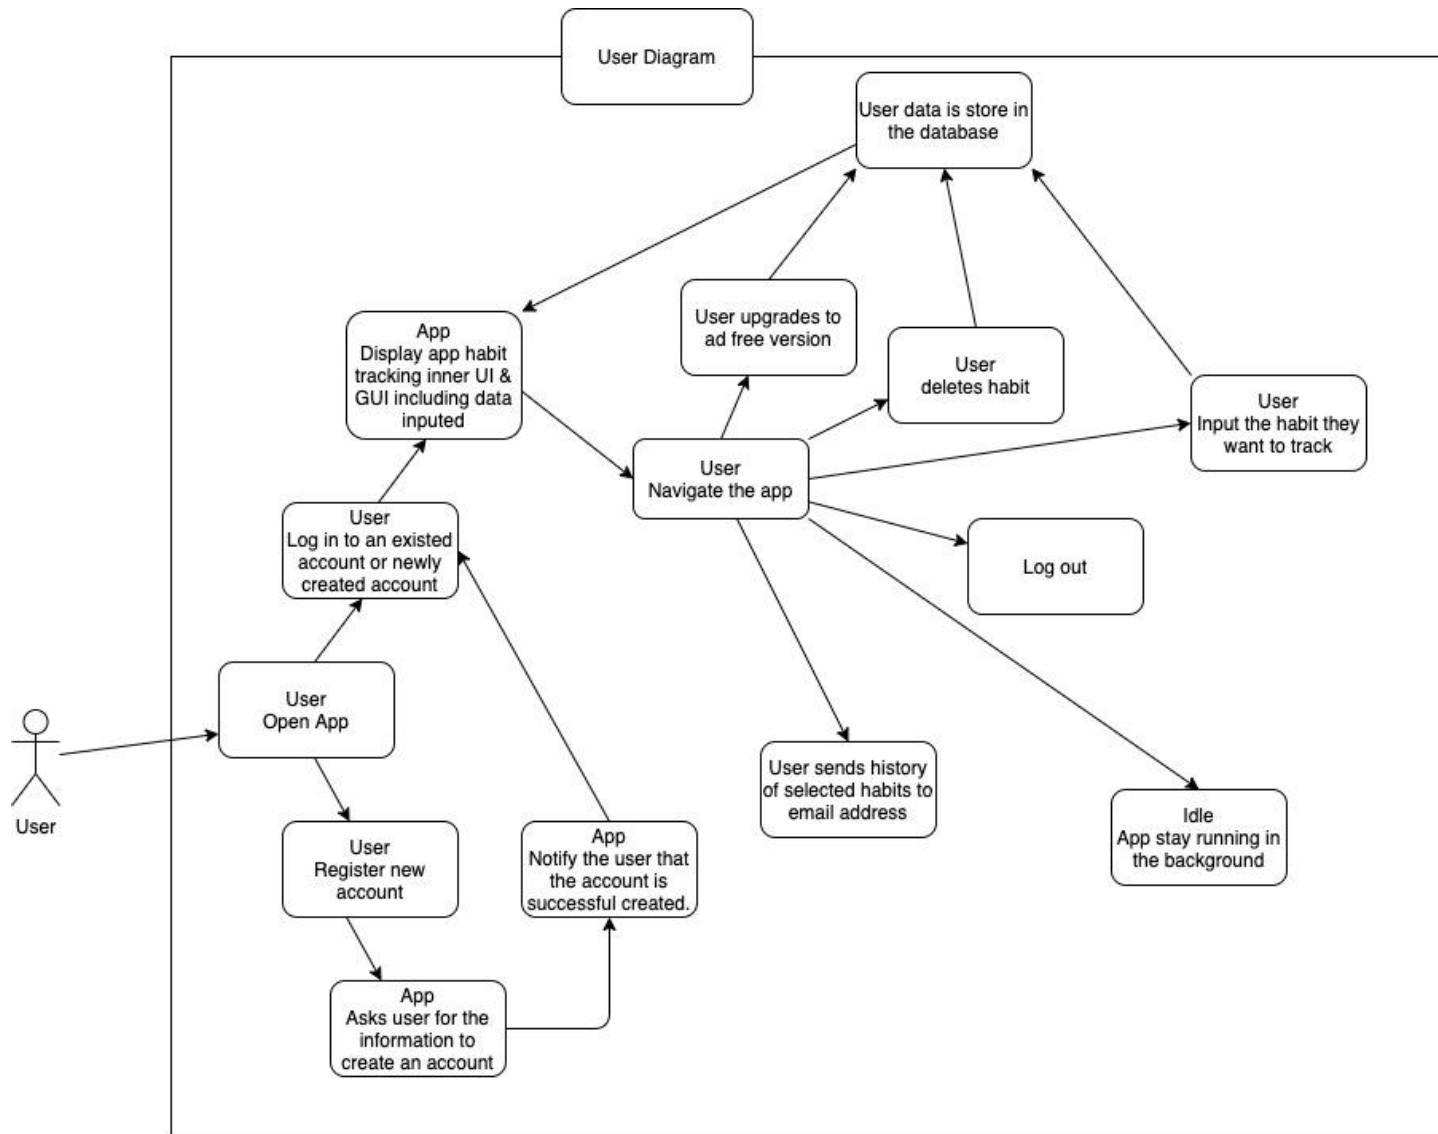 User Diagram
User data is store in
the database
User upgrades to
ad free version
App
Display app habit
tracking inner UI &
GUI including data
inputed
User
deletes habit
User
Input the habit they
want to track
User
Navigate the app
User
Log in to an existed
account or newly
created account
Log out
User
Open App
User
User sends history
of selected habits to
email address
Idle
App stay running in
the background
User
Register new
account
App
Notify the user that
the account is
successful created.
App
Asks user for the
information to
create an account